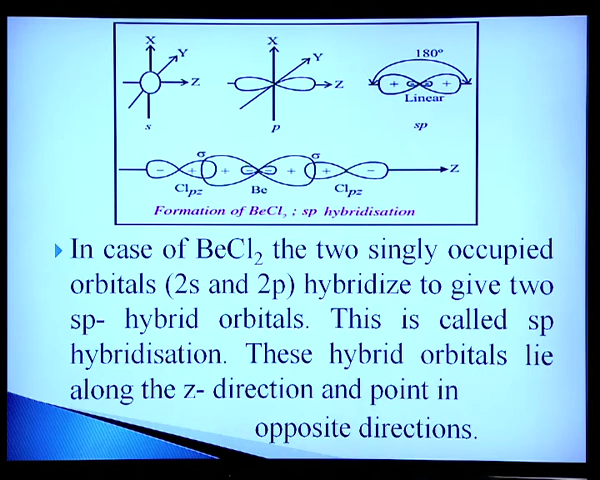 X X 180º
Y Y
Z Z + +
Linear
s p sp
σ σ
- + + - - + + - Z
Clpz Be Clpz
Formation of BeCl₂ : sp hybridisation
In case of BeCl₂ the two singly occupied
orbitals (2s and 2p) hybridize to give two
sp- hybrid orbitals. This is called sp
hybridisation. These hybrid orbitals lie
along the z- direction and point in
opposite directions.